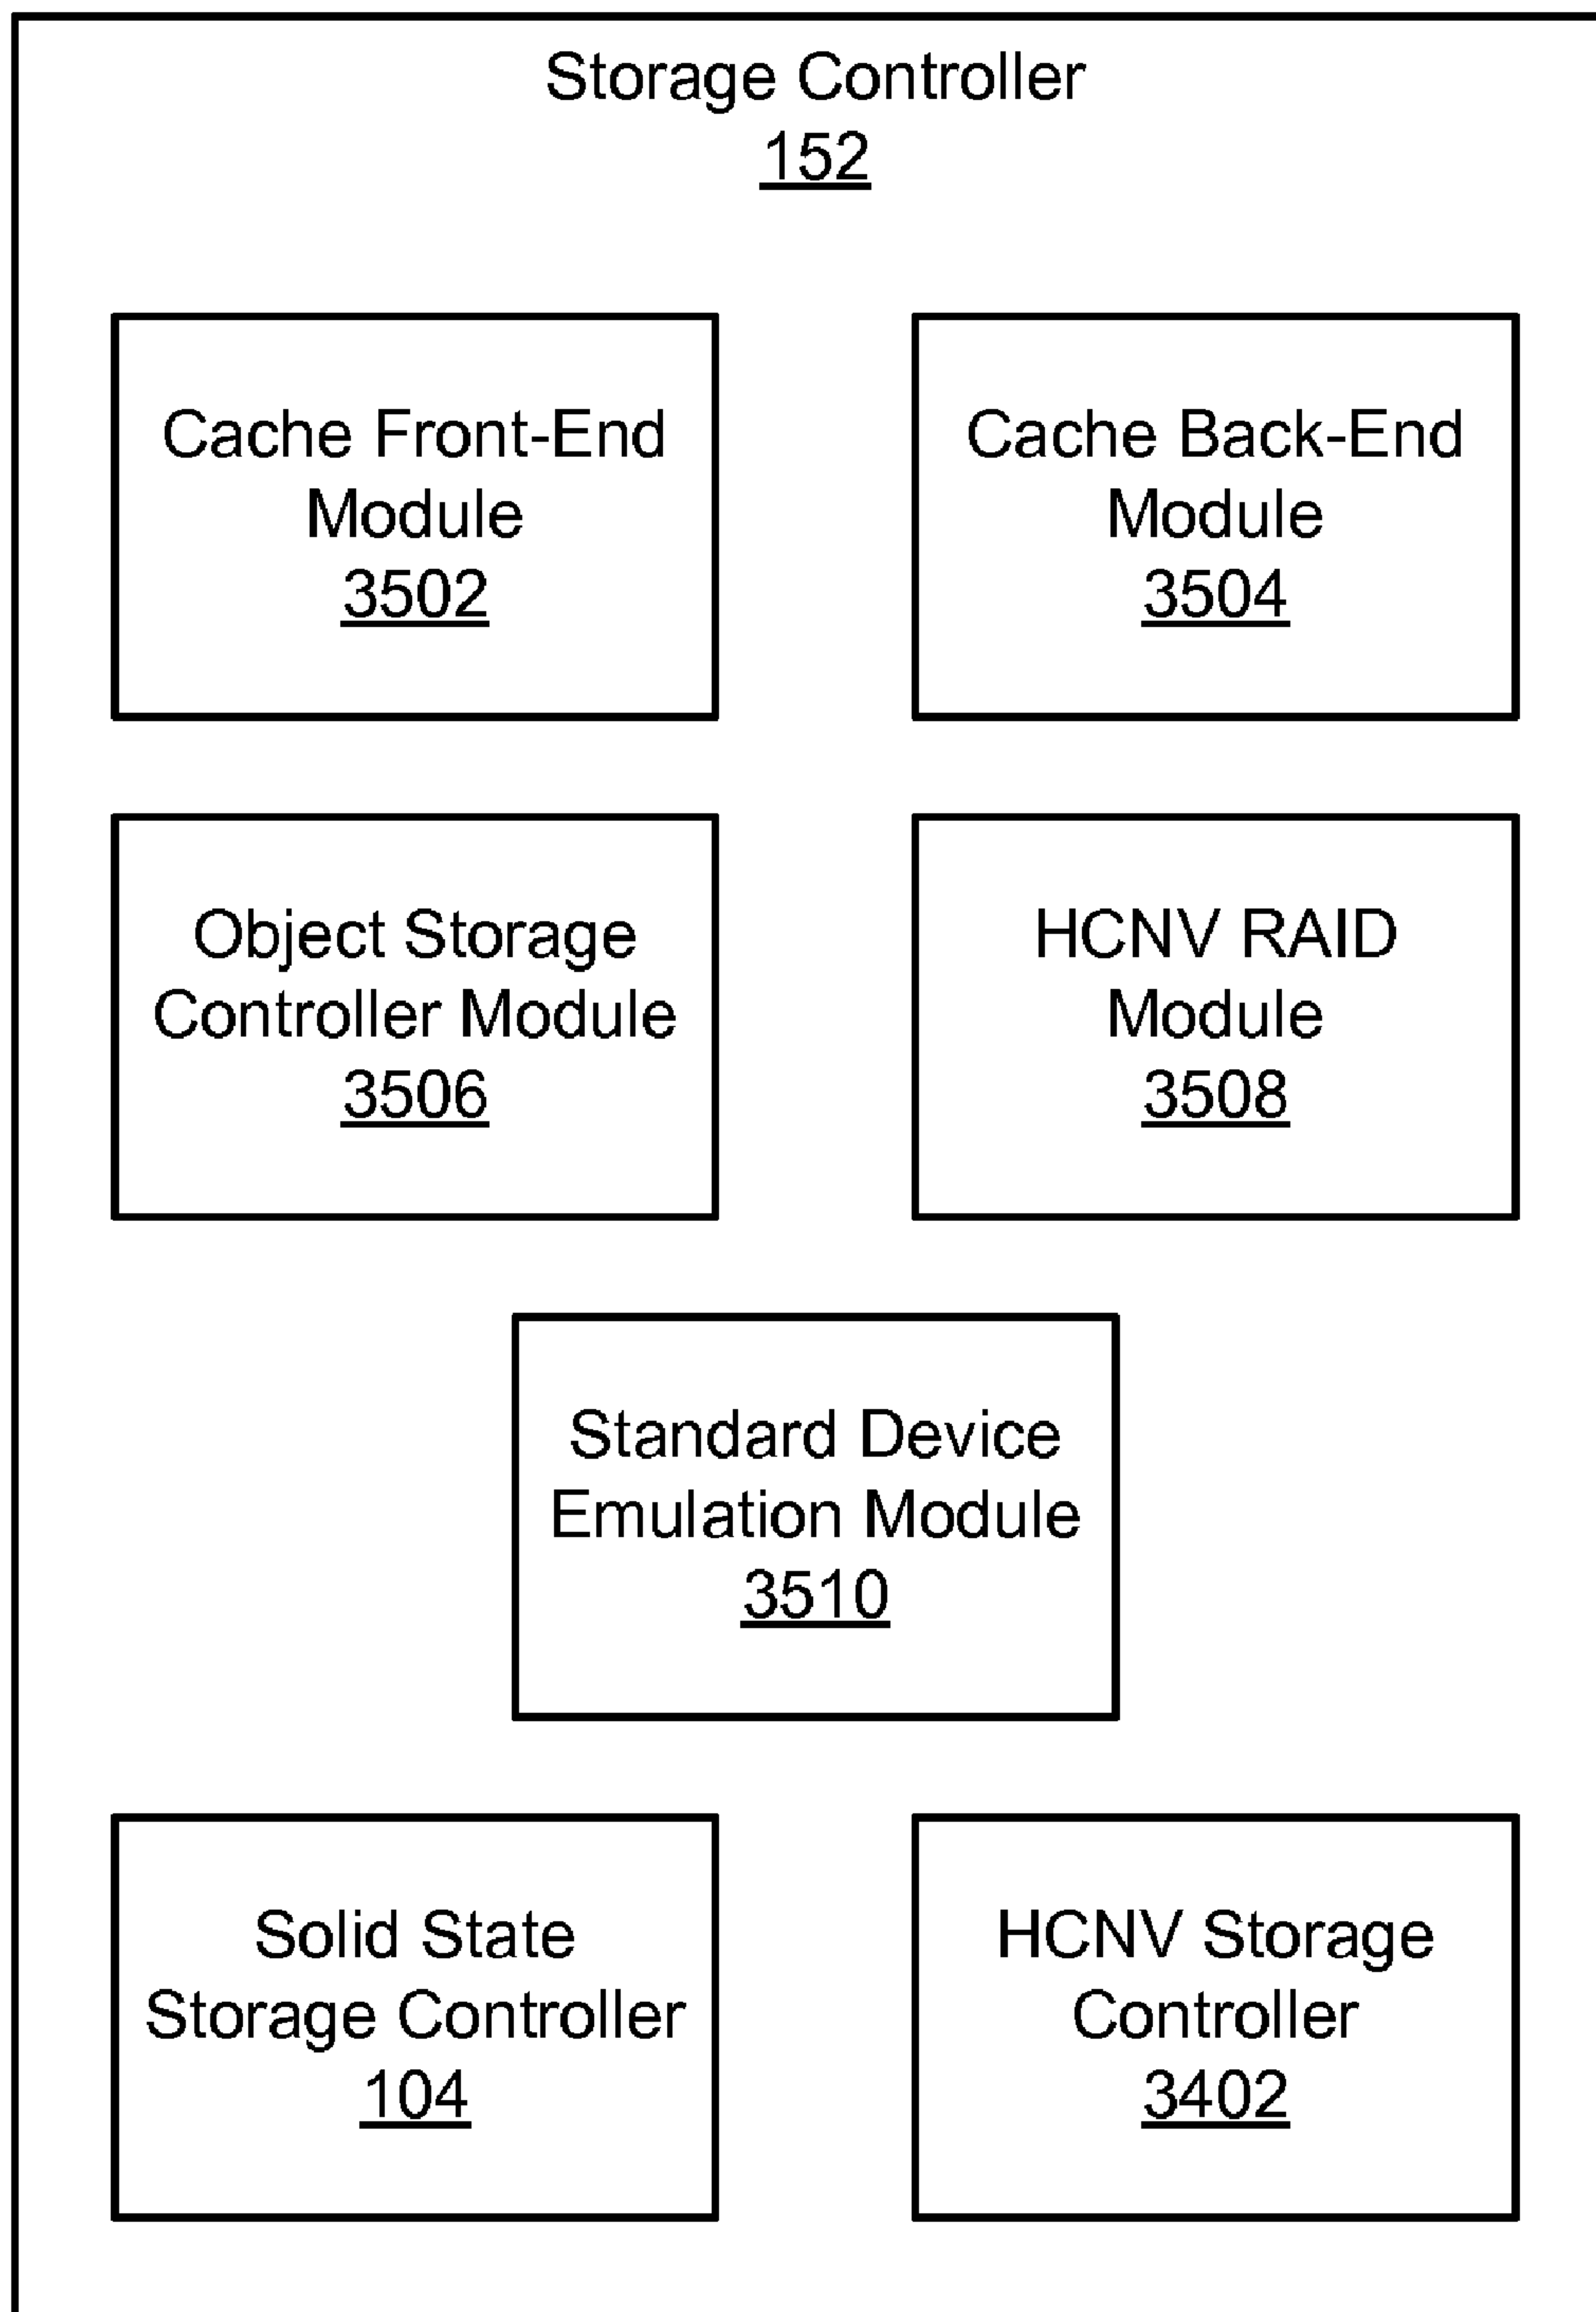 Storage Controller
152
Cache Front-End
Module
3502
Cache Back-End
Module
3504
Object Storage
Controller Module
3506
HCNV RAID
Module
3508
Standard Device
Emulation Module
3510
Solid State
Storage Controller
104
HCNV Storage
Controller
3402